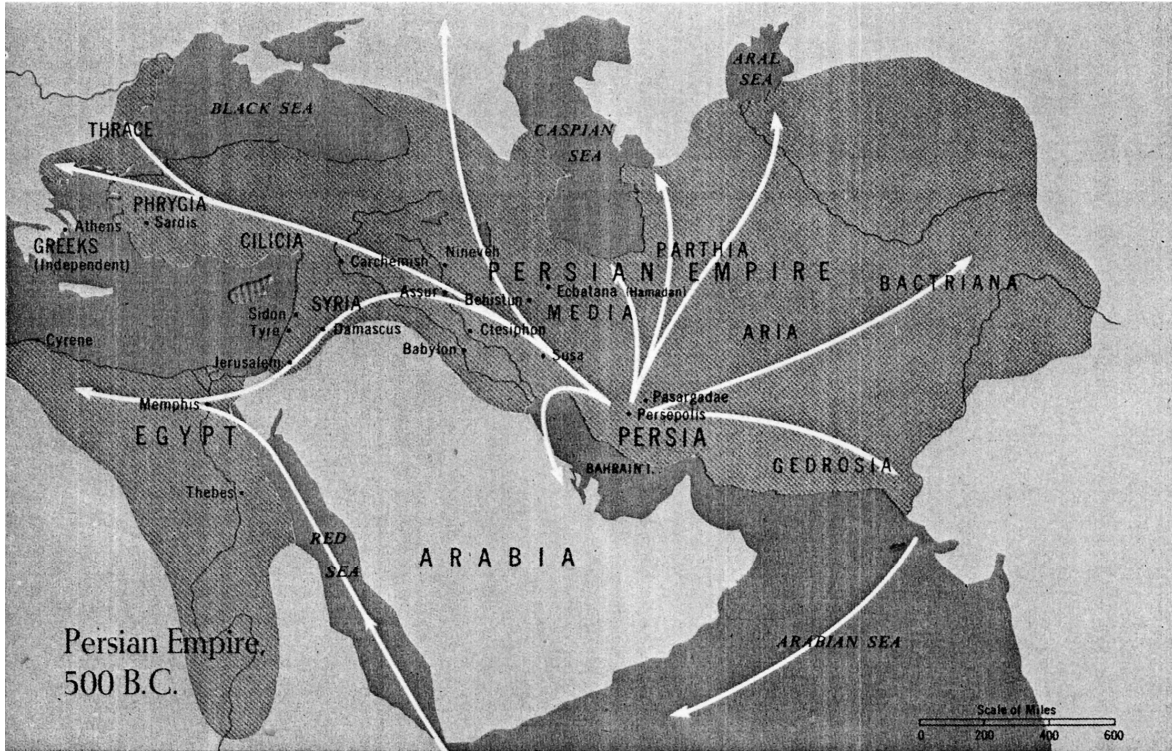 BLACK SEA
ARAL
SEA
CASPIAN
SEA
THRACE
PHRYGIA
Sardis
Athens
GREEKS
(Independent)
CILICIA
Carchemish
Nineveh
PARTHIA
PERSIAN EMPIRE
BACTRIANA
Assur
Behistun
Ecbatana (Hamadan)
MEDIA
SYRIA
Sidon
Tyre
Damascus
Ctesiphon
ARIA
Cyrene
Jerusalem
Babylon
Susa
Memphis
Pasargadae
Persepolis
EGYPT
PERSIA
BAHRAIN I.
GEDROSIA
Thebes
RED
SEA
ARABIA
ARABIAN SEA
Persian Empire,
500 B.C.
Scale of Miles
0 200 400 600